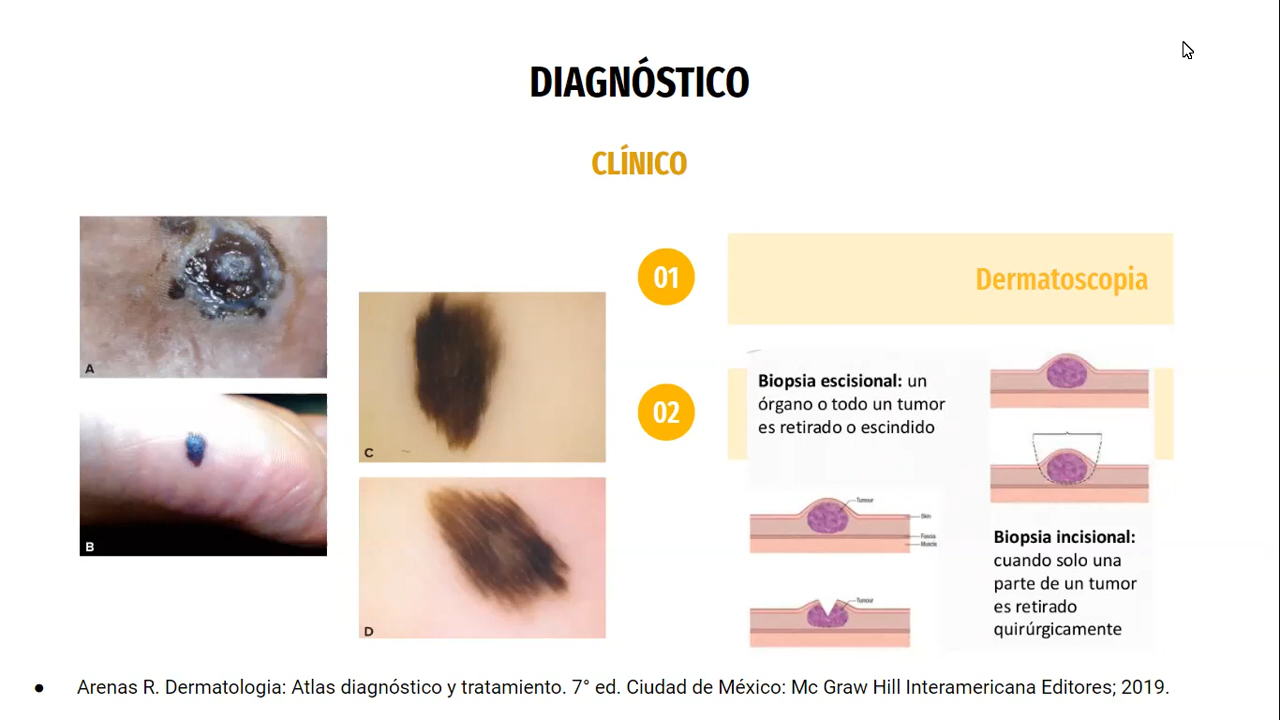 DIAGNÓSTICO
CLÍNICO
A
B
C
D
01
Dermatoscopia
02
Biopsia escisional: un
órgano o todo un tumor
es retirado o escindido
Tumour
Skin
Fascia
Muscle
Tumour
Biopsia incisional:
cuando solo una
parte de un tumor
es retirado
quirúrgicamente
● Arenas R. Dermatologia: Atlas diagnóstico y tratamiento. 7° ed. Ciudad de México: Mc Graw Hill Interamericana Editores; 2019.